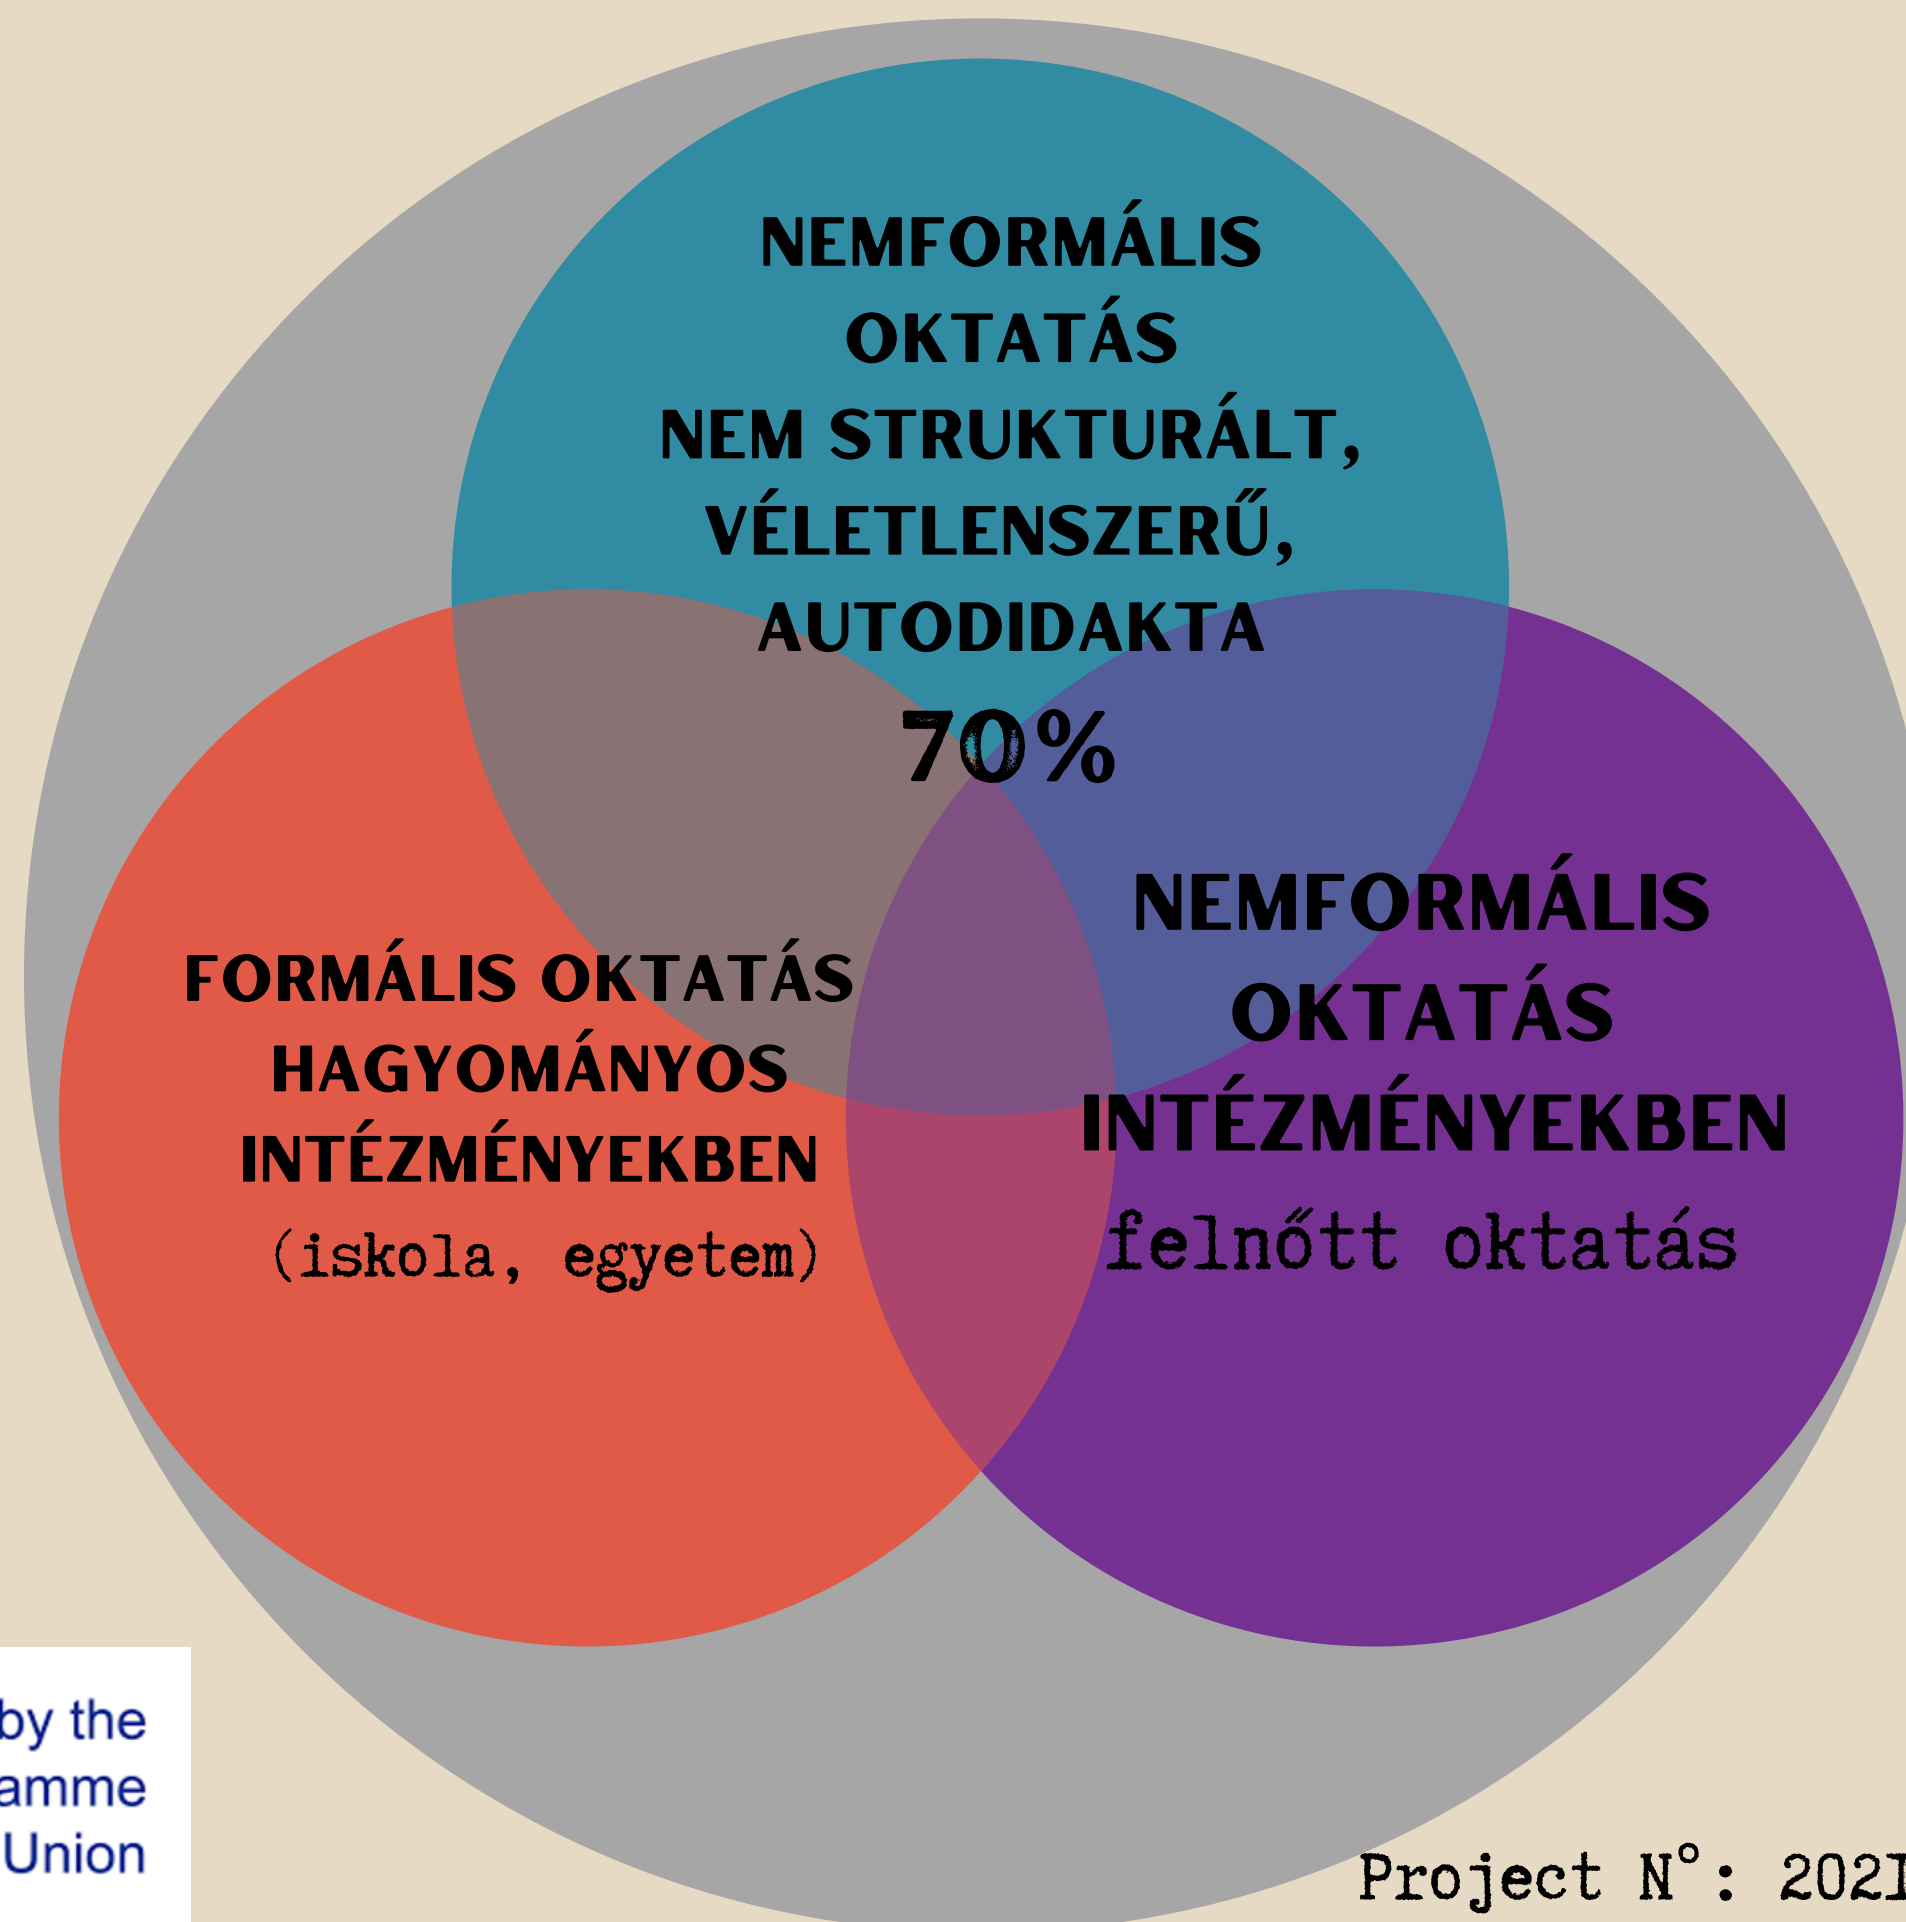 NEMFORMÁLIS
OKTATÁS
NEM STRUKTURÁLT,
VÉLETLENSZERŰ,
AUTODIDAKTA
70%
FORMÁLIS OKTATÁS
HAGYOMÁNYOS
INTÉZMÉNYEKBEN
(iskola, egyetem)
NEMFORMÁLIS
OKTATÁS
INTÉZMÉNYEKBEN
felnőtt oktatás
by the
amme
Union
Project N°: 2021